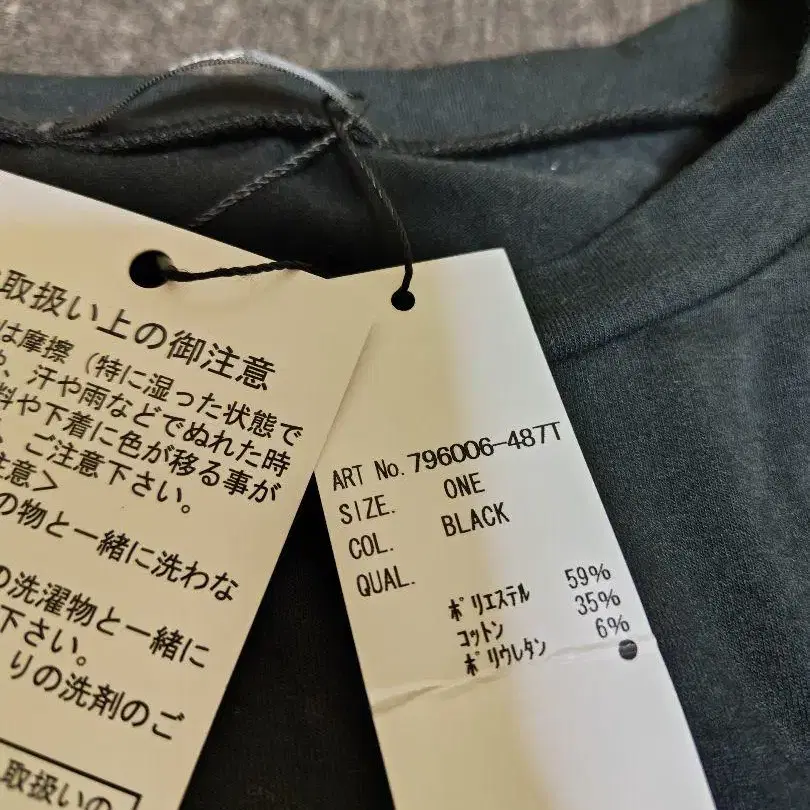 取扱い上の御注意
は摩擦（特に湿った状態で
、汗や雨などでぬれた時
料や下着に色が移る事が
、ご注意下さい。
注意＞
の物と一緒に洗わな
の洗濯物と一緒に
下さい。
りの洗剤のご
取扱いの
ART No. 796006-487T
SIZE. ONE
COL. BLACK
QUAL.
ﾎﾟﾘｴｽﾃﾙ 59%
ｺｯﾄﾝ 35%
ﾎﾟﾘｳﾚﾀﾝ 6%